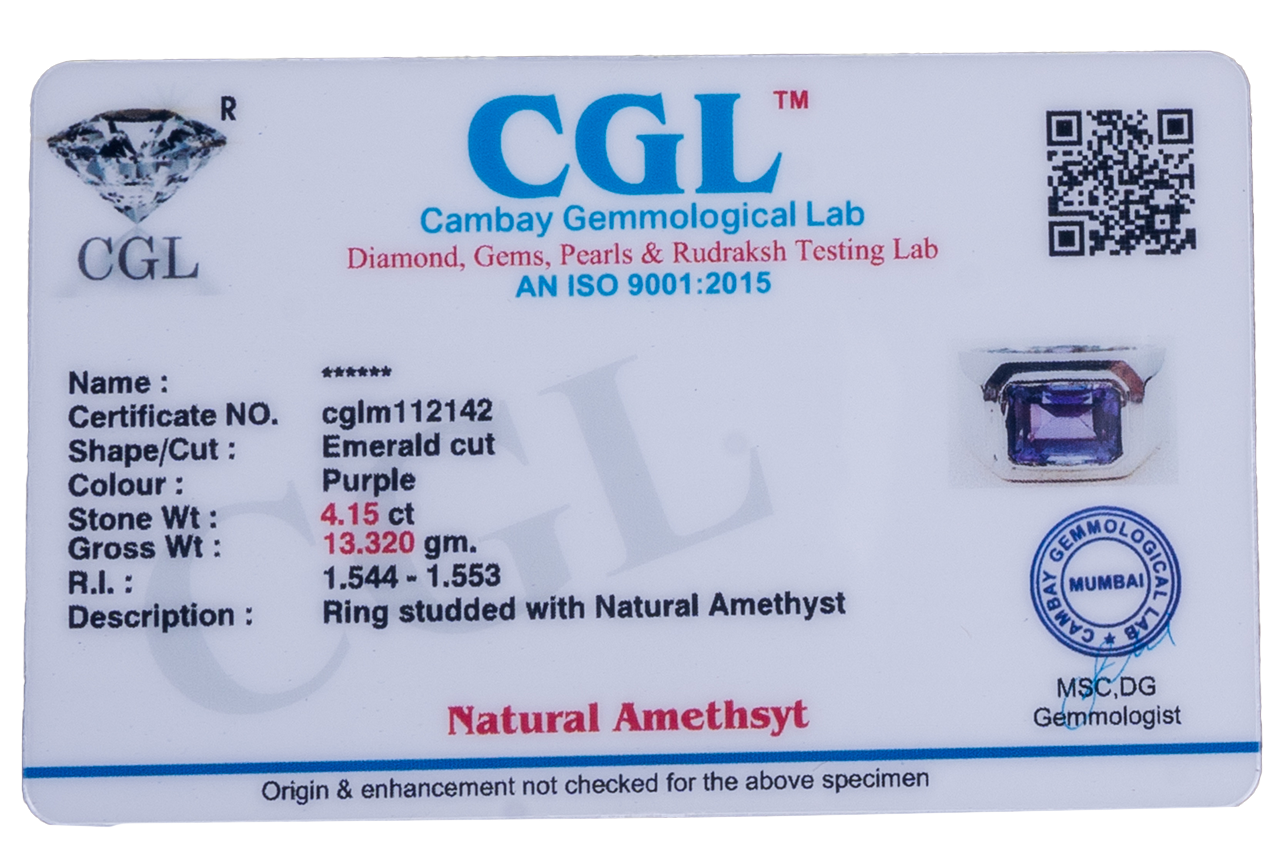 R
CGL
CGL TM
Cambay Gemmological Lab
Diamond, Gems, Pearls & Rudraksh Testing Lab
AN ISO 9001:2015
Name : ******
Certificate NO. cglm112142
Shape/Cut : Emerald cut
Colour : Purple
Stone Wt : 4.15 ct
Gross Wt : 13.320 gm.
R.I. : 1.544 - 1.553
Description : Ring studded with Natural Amethyst
CGL
CAMBAY GEMMOLOGICAL LAB ★
MUMBAI
MSC,DG
Gemmologist
Natural Amethsyt
Origin & enhancement not checked for the above specimen